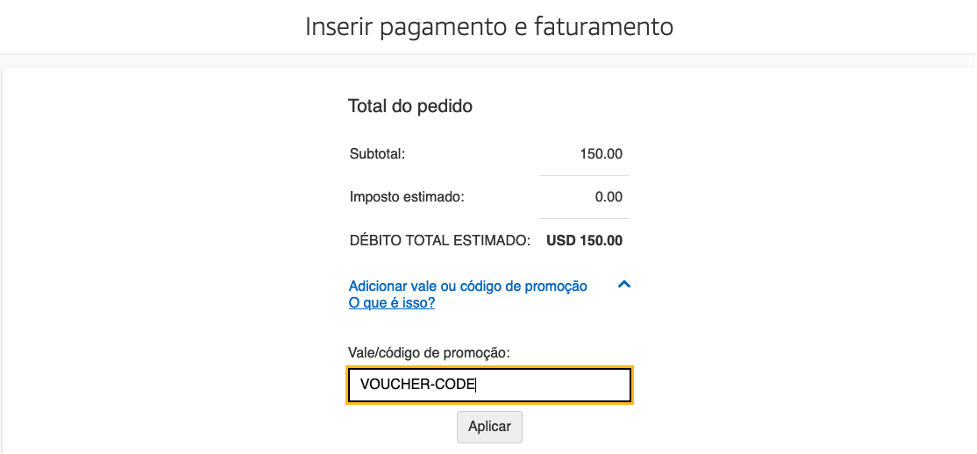 Inserir pagamento e faturamento
Total do pedido
Subtotal: 150.00
Imposto estimado: 0.00
DÉBITO TOTAL ESTIMADO: USD 150.00
Adicionar vale ou código de promoção
O que é isso?
Vale/código de promoção:
VOUCHER-CODE
Aplicar